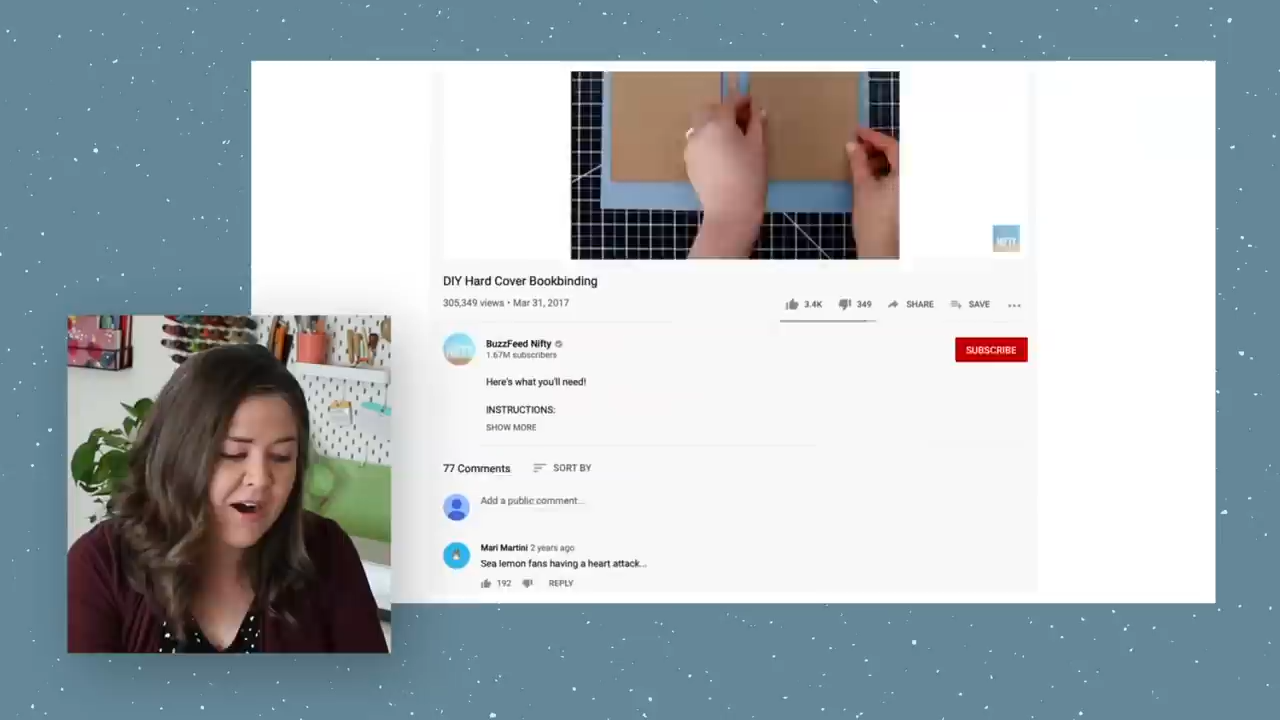 NIFTY
DIY Hard Cover Bookbinding
305,349 views • Mar 31, 2017
3.4K 349 SHARE SAVE
BuzzFeed Nifty
1.67M subscribers
SUBSCRIBE
Here's what you'll need!
INSTRUCTIONS:
SHOW MORE
77 Comments SORT BY
Add a public comment...
Mari Martini 2 years ago
Sea lemon fans having a heart attack...
192 REPLY